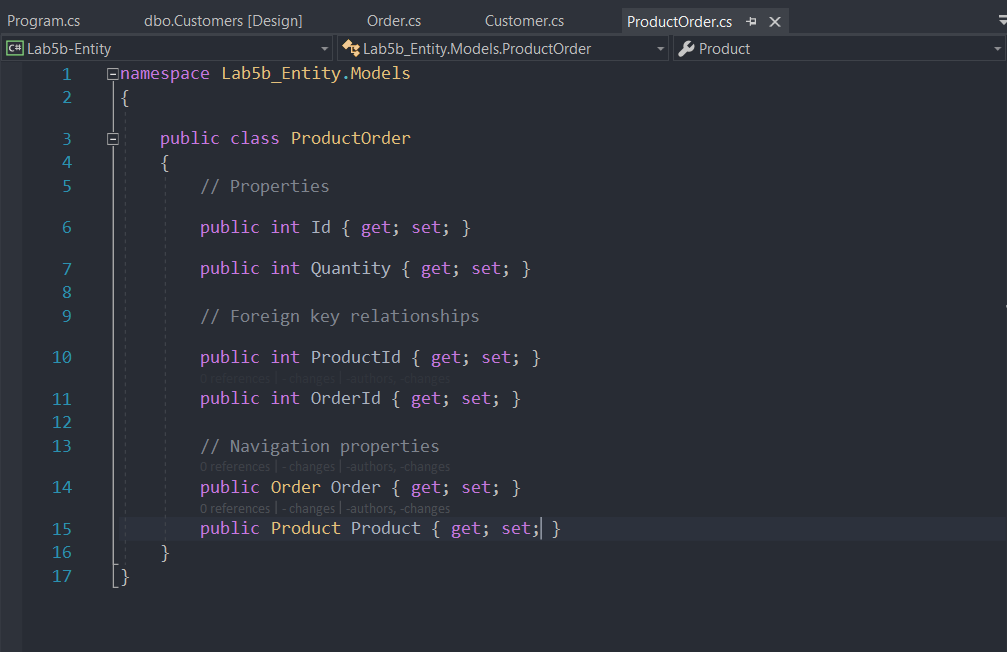 Program.cs dbo.Customers [Design] Order.cs Customer.cs ProductOrder.cs
C# Lab5b-Entity Lab5b_Entity.Models.ProductOrder Product
1 namespace Lab5b_Entity.Models
2 {
3 public class ProductOrder
4 {
5 // Properties
6 public int Id { get; set; }
7 public int Quantity { get; set; }
8
9 // Foreign key relationships
10 public int ProductId { get; set; }
0 references | - changes | -authors, -changes
11 public int OrderId { get; set; }
12
13 // Navigation properties
0 references | - changes | -authors, -changes
14 public Order Order { get; set; }
0 references | - changes | -authors, -changes
15 public Product Product { get; set; }
16 }
17 }